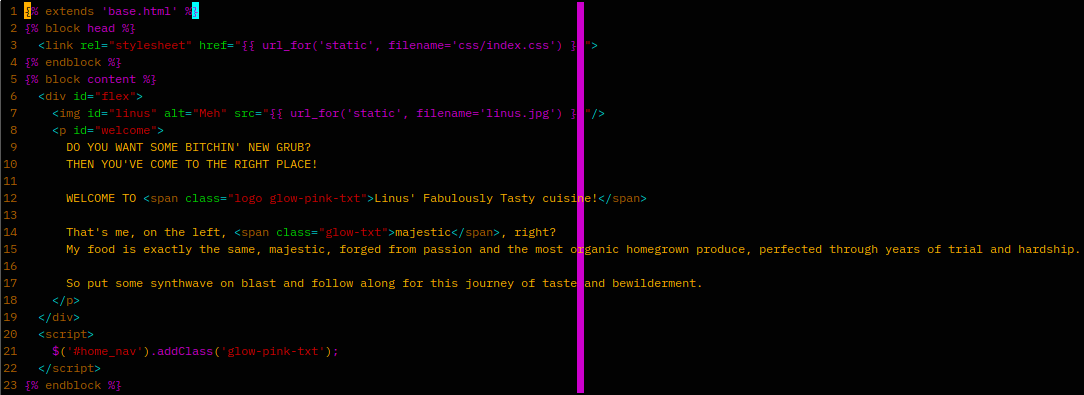 1 {% extends 'base.html' %}
2 {% block head %}
3   <link rel="stylesheet" href="{{ url_for('static', filename='css/index.css') }}">
4 {% endblock %}
5 {% block content %}
6   <div id="flex">
7     <img id="linus" alt="Meh" src="{{ url_for('static', filename='linus.jpg') }}"/>
8     <p id="welcome">
9       DO YOU WANT SOME BITCHIN' NEW GRUB?
10       THEN YOU'VE COME TO THE RIGHT PLACE!
11
12       WELCOME TO <span class="logo glow-pink-txt">Linus' Fabulously Tasty cuisine!</span>
13
14       That's me, on the left, <span class="glow-txt">majestic</span>, right?
15       My food is exactly the same, majestic, forged from passion and the most organic homegrown produce, perfected through years of trial and hardship.
16
17       So put some synthwave on blast and follow along for this journey of taste and bewilderment.
18     </p>
19   </div>
20   <script>
21     $('#home_nav').addClass('glow-pink-txt');
22   </script>
23 {% endblock %}